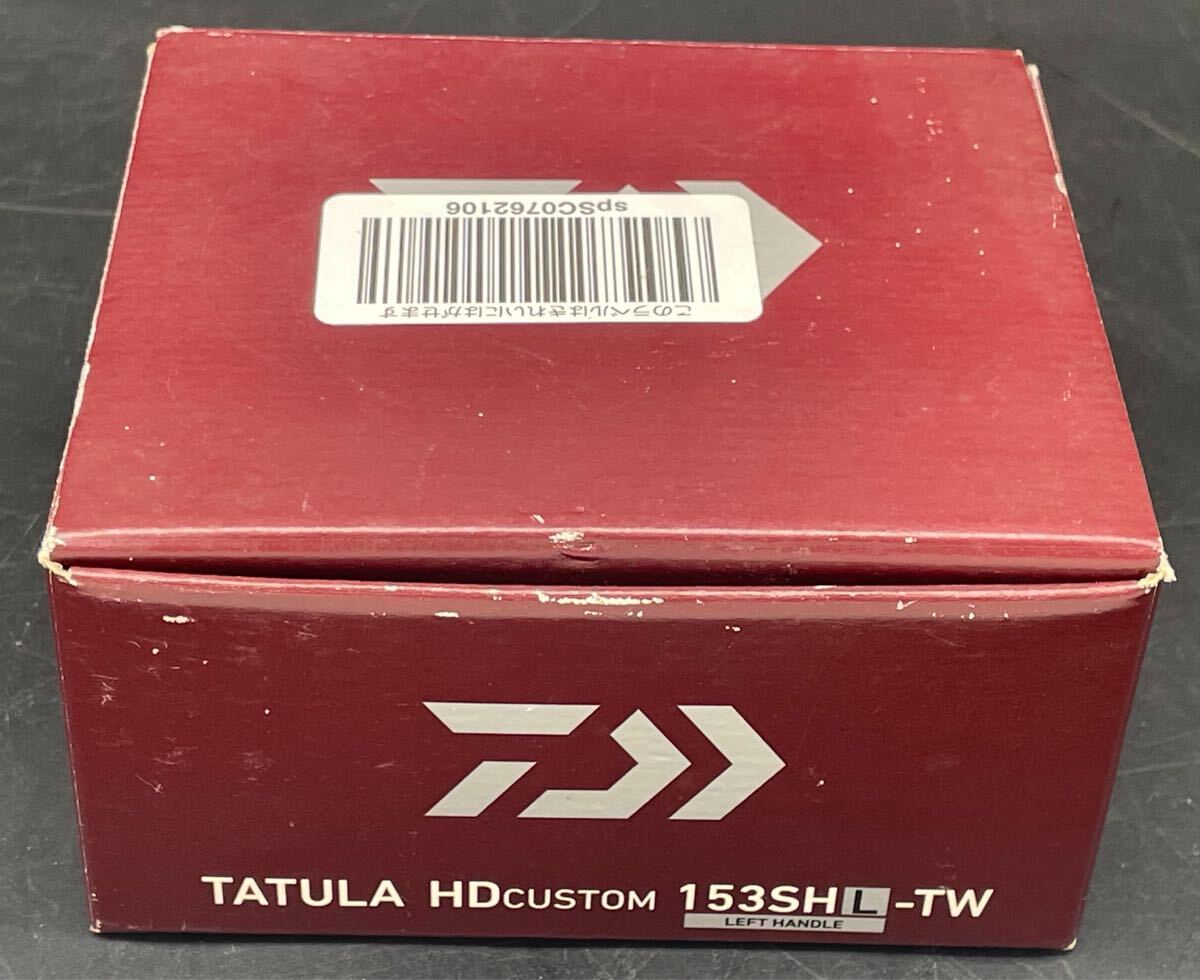 spSC0762106
このラベルはきれいにはがせます
TATULA HDCUSTOM 153SHL-TW
LEFT HANDLE